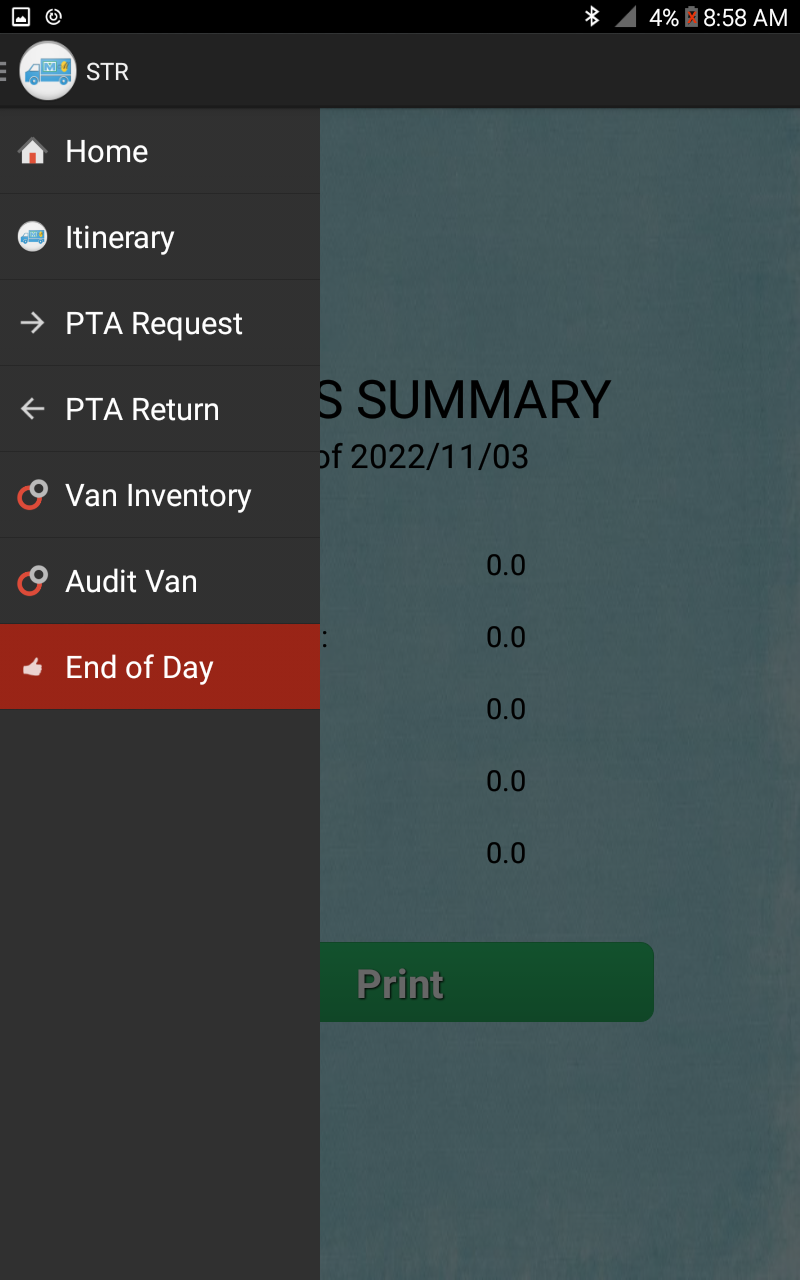 4% 8:58 AM
STR
Home
Itinerary
PTA Request
PTA Return
Van Inventory
Audit Van
End of Day
S SUMMARY
of 2022/11/03
0.0
: 0.0
0.0
0.0
0.0
Print